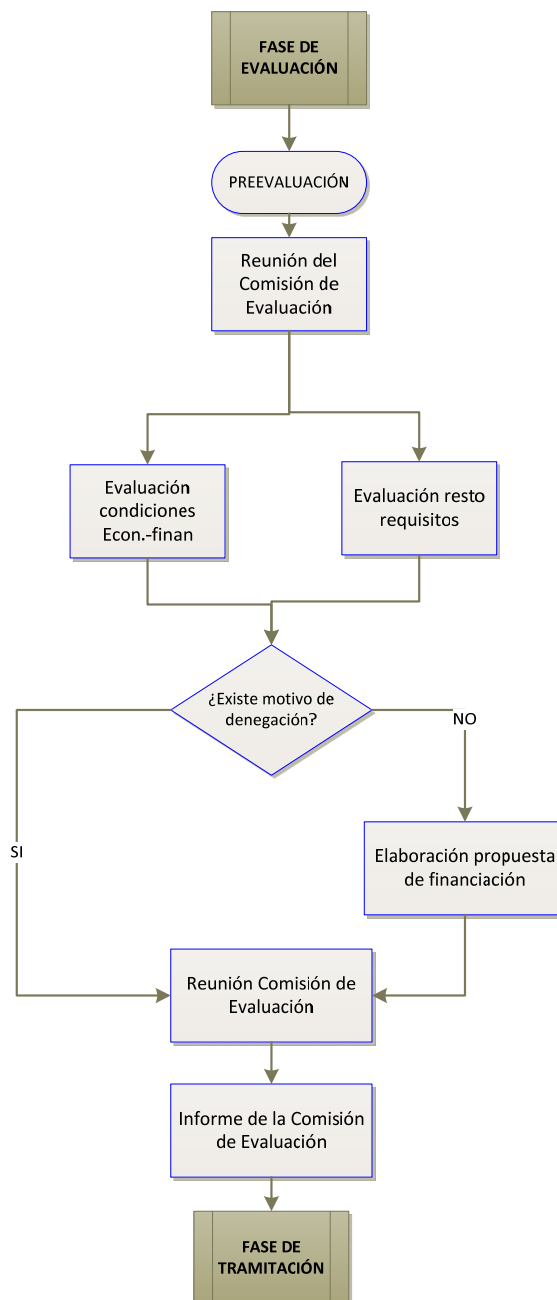 FASE DE
EVALUACIÓN
PREEVALUACIÓN
Reunión del
Comisión de
Evaluación
Evaluación
condiciones
Econ.-finan
Evaluación resto
requisitos
¿Existe motivo de
denegación?
NO
SI
Elaboración propuesta
de financiación
Reunión Comisión de
Evaluación
Informe de la Comisión
de Evaluación
FASE DE
TRAMITACIÓN